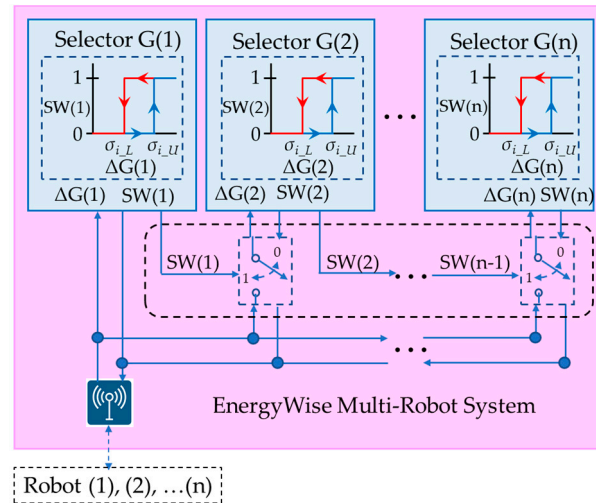 Selector G(1)
1
SW(1)
0
σi_L σi_U
ΔG(1)
ΔG(1) SW(1)
Selector G(2)
1
SW(2)
0
σi_L σi_U
ΔG(2)
ΔG(2) SW(2)
...
Selector G(n)
1
SW(n)
0
σi_L σi_U
ΔG(n)
ΔG(n) SW(n)
SW(1)
0
1
SW(2)
...
SW(n-1)
0
1
...
EnergyWise Multi-Robot System
Robot (1), (2), …(n)